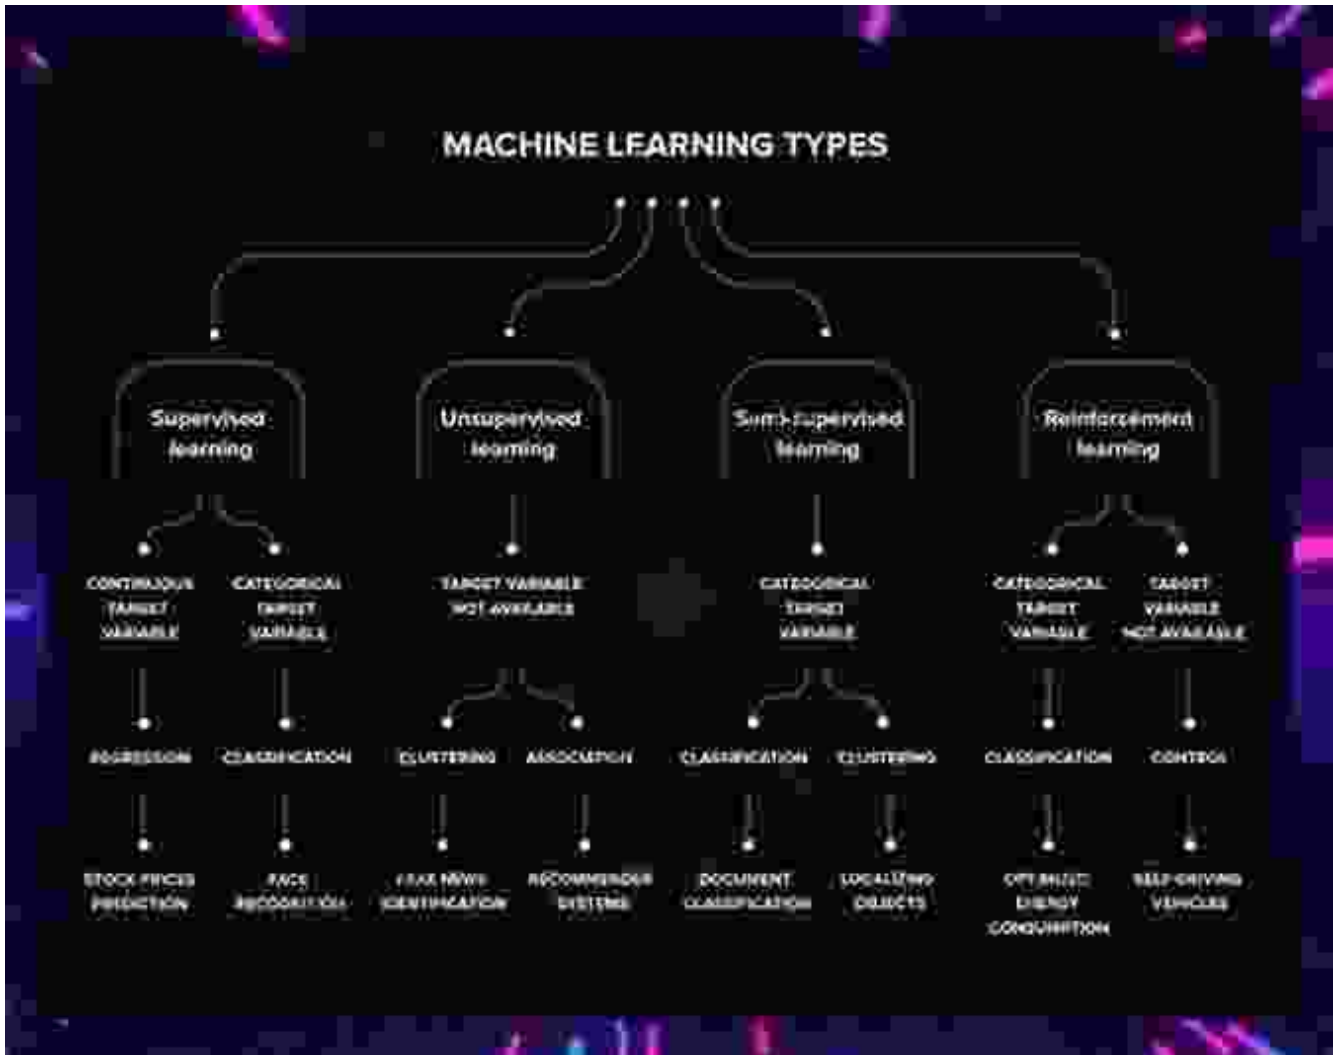 MACHINE LEARNING TYPES
Supervised
learning
Unsupervised
learning
Semi-supervised
learning
Reinforcement
learning
CONTINUOUS
TARGET
VARIABLE
CATEGORICAL
TARGET
VARIABLE
TARGET VARIABLE
NOT AVAILABLE
CATEGORICAL
TARGET
VARIABLE
CATEGORICAL
TARGET
VARIABLE
TARGET
VARIABLE
NOT AVAILABLE
REGRESSION
CLASSIFICATION
CLUSTERING
ASSOCIATION
CLASSIFICATION
CLUSTERING
CLASSIFICATION
CONTROL
STOCK PRICES
PREDICTION
FACE
RECOGNITION
FAKE NEWS
IDENTIFICATION
RECOMMENDER
SYSTEMS
DOCUMENT
CLASSIFICATION
LOCALIZING
OBJECTS
ENERGY
CONSUMPTION
SELF-DRIVING
VEHICLES